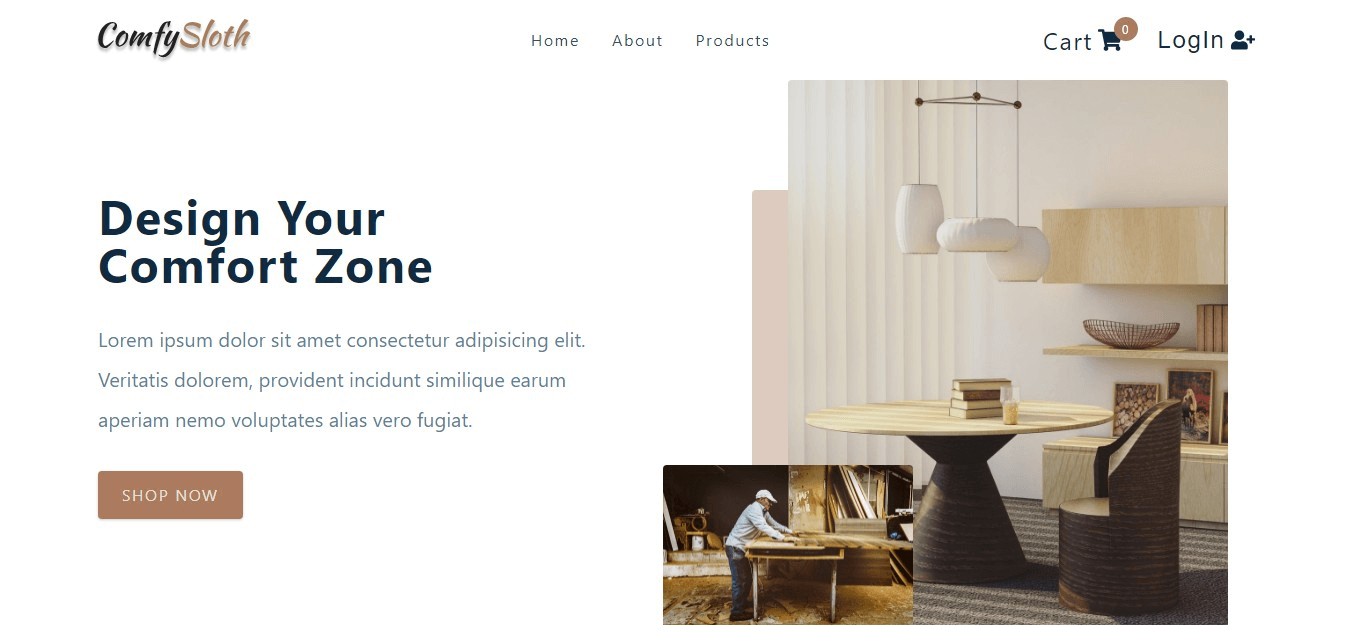 ComfySloth
Home About Products
Cart 0 LogIn
Design Your
Comfort Zone
Lorem ipsum dolor sit amet consectetur adipisicing elit.
Veritatis dolorem, provident incidunt similique earum
aperiam nemo voluptates alias vero fugiat.
SHOP NOW